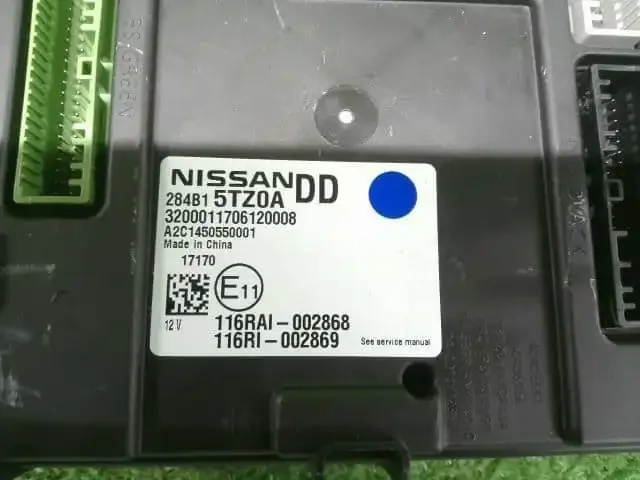 NISSAN DD
284B1 5TZ0A
3200011706120008
A2C1450550001
Made in China
17170
E11
12V
116RAI-002868
116RI-002869
See service manual